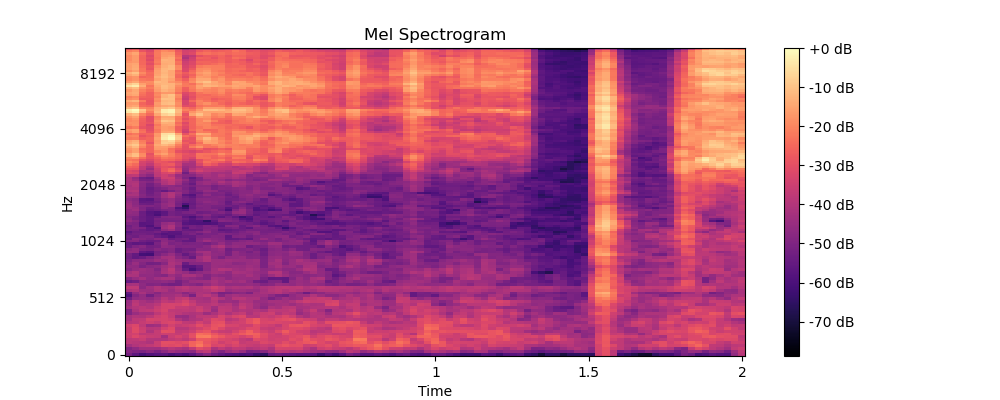 Mel Spectrogram
Hz
8192
4096
2048
1024
512
0
0
0.5
1
1.5
2
Time
+0 dB
-10 dB
-20 dB
-30 dB
-40 dB
-50 dB
-60 dB
-70 dB